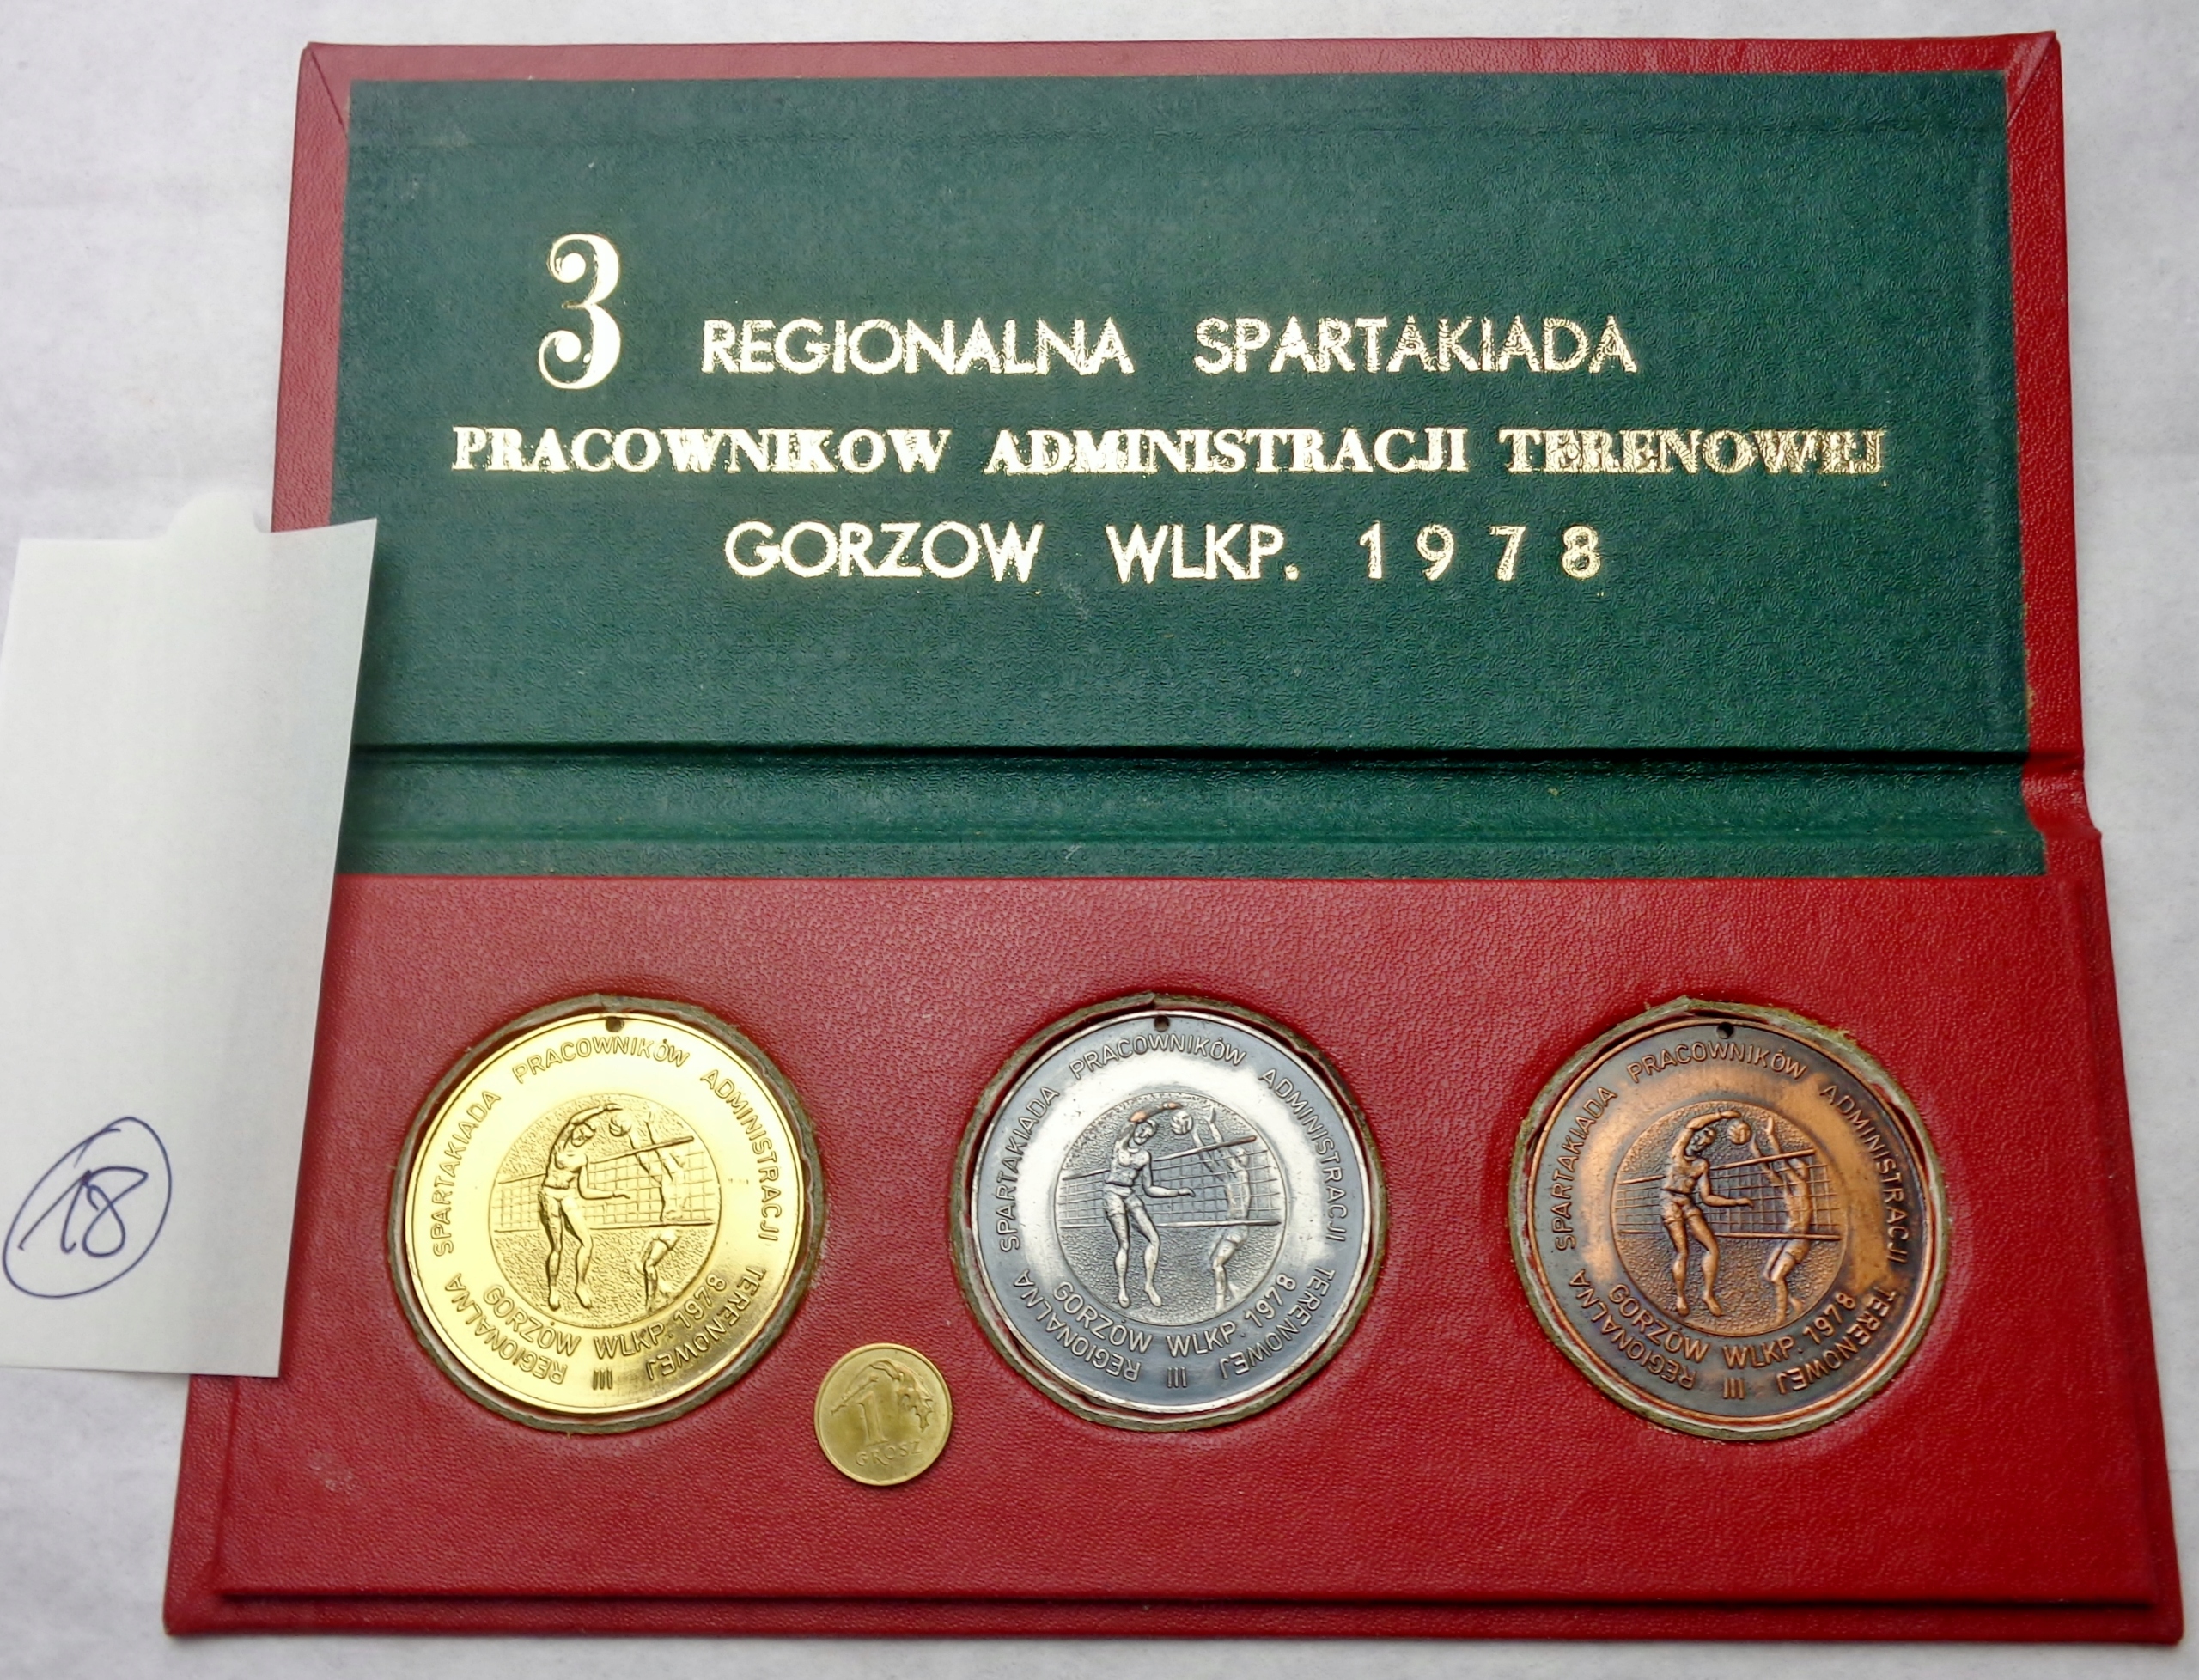 3 REGIONALNA SPARTAKIADA
PRACOWNIKOW ADMINISTRACJI TERENOWEJ
GORZOW WLKP. 1978
18
III REGIONALNA SPARTAKIADA PRACOWNIKÓW ADMINISTRACJI TERENOWEJ
GORZÓW WLKP. 1978
III REGIONALNA SPARTAKIADA PRACOWNIKÓW ADMINISTRACJI TERENOWEJ
GORZÓW WLKP. 1978
III REGIONALNA SPARTAKIADA PRACOWNIKÓW ADMINISTRACJI TERENOWEJ
GORZÓW WLKP. 1978
1
GROSZ